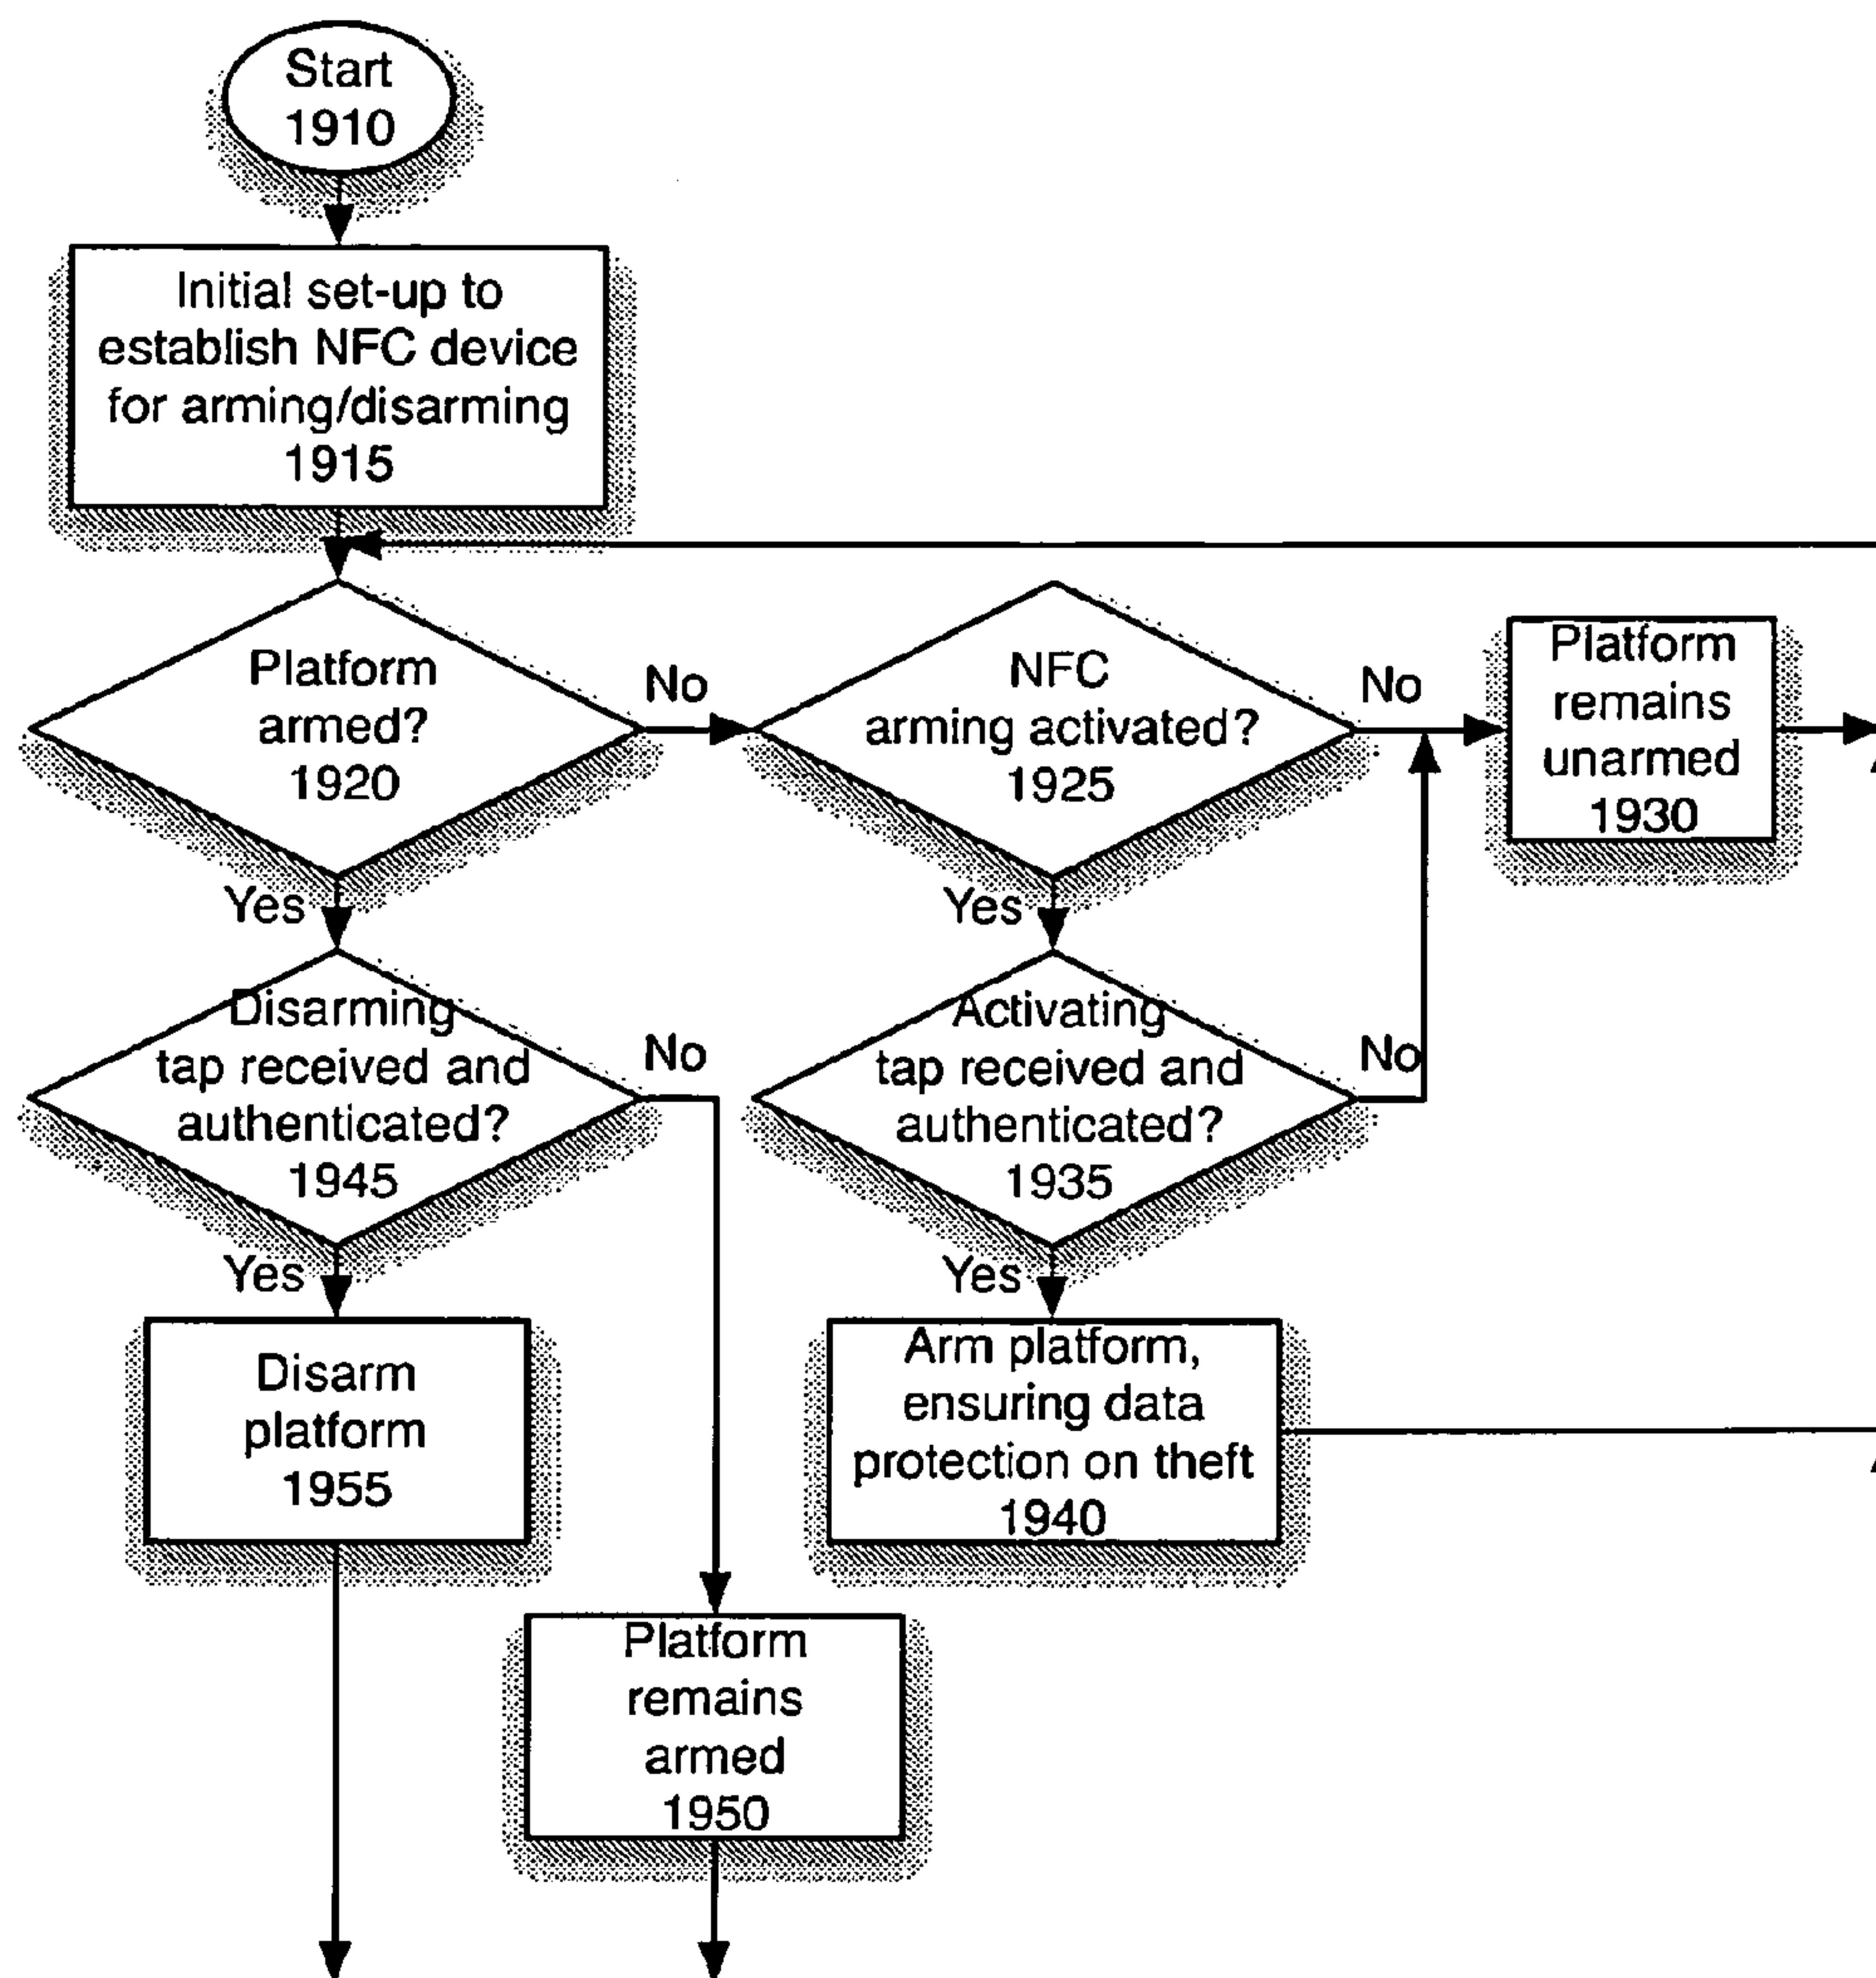 Start
1910
Initial set-up to
establish NFC device
for arming/disarming
1915
Platform
armed?
1920
No
NFC
arming activated?
1925
No
Platform
remains
unarmed
1930
Yes
Yes
Disarming
tap received and
authenticated?
1945
No
Activating
tap received and
authenticated?
1935
No
Yes
Yes
Disarm
platform
1955
Arm platform,
ensuring data
protection on theft
1940
Platform
remains
armed
1950